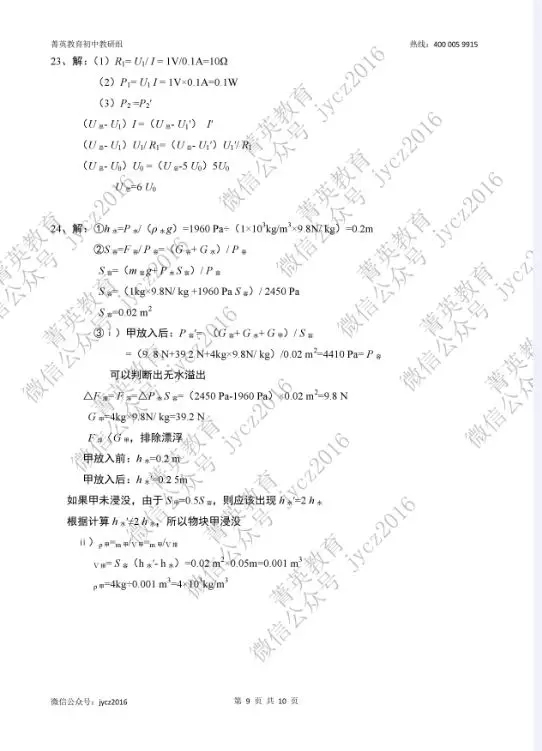 菁英教育初中教研组 热线：400 005 9915
23、解：（1）R₁= U₁/ I = 1V/0.1A=10Ω
（2）P₁= U₁ I = 1V×0.1A=0.1W
（3）P₂ =P₂′
（U总- U₁）I =（U总- U₁′） I′
（U总- U₁）U₁/ R₁=（U总- U₁′）U₁′/ R₁
（U总- U₀）U₀ =（U总-5 U₀）5U₀
U总=6 U₀
24、解：①h水=P水/（ρ水g）=1960 Pa÷（1×10³kg/m³×9.8N/ kg）=0.2m
②S容=F容/ P容=（G容+ G水）/ P容
S容=（m容g+ P水S容）/ P容
S容=（1kg×9.8N/ kg +1960 Pa S容）/ 2450 Pa
S容=0.02 m²
③ⅰ）甲放入后：P容′=（G容+ G水+ G甲）/ S容
=（9.8 N+39.2 N+4kg×9.8N/ kg）/0.02 m²=4410 Pa= P容
可以判断出无水溢出
△F水= F浮=△P水S容=（2450 Pa-1960 Pa）×0.02 m²=9.8 N
G甲=4kg×9.8N/ kg=39.2 N
F浮〈G甲，排除漂浮
甲放入前：h水=0.2 m
甲放入后：h水′=0.2 5m
如果甲未浸没，由于 S甲=0.5S容，则应该出现 h水′=2 h水
根据计算 h水′≠2 h水，所以物块甲浸没
ⅱ）ρ甲=m甲/V甲=m甲/V排
V排= S容（h水′- h水）=0.02 m²×0.05m=0.001 m³
ρ甲=4kg÷0.001 m³=4×10³kg/m³
微信公众号：jycz2016 第 9 页 共 10 页
菁英教育
微信公众号 jycz2016